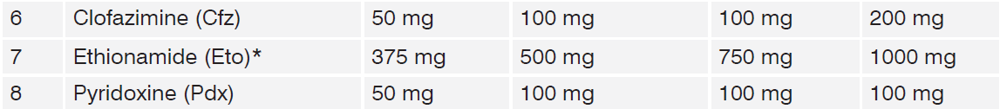 6 Clofazimine (Cfz) 50 mg 100 mg 100 mg 200 mg
7 Ethionamide (Eto)* 375 mg 500 mg 750 mg 1000 mg
8 Pyridoxine (Pdx) 50 mg 100 mg 100 mg 100 mg